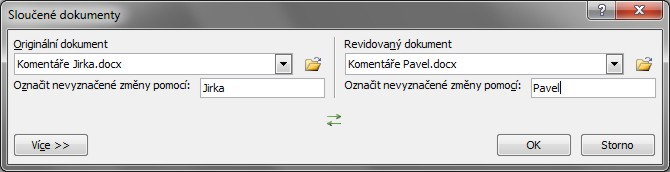 Sloučené dokumenty
Originální dokument
Komentáře Jirka.docx
Označit nevyznačené změny pomocí: Jirka
Revidovaný dokument
Komentáře Pavel.docx
Označit nevyznačené změny pomocí: Pavel
Více >>
OK
Storno